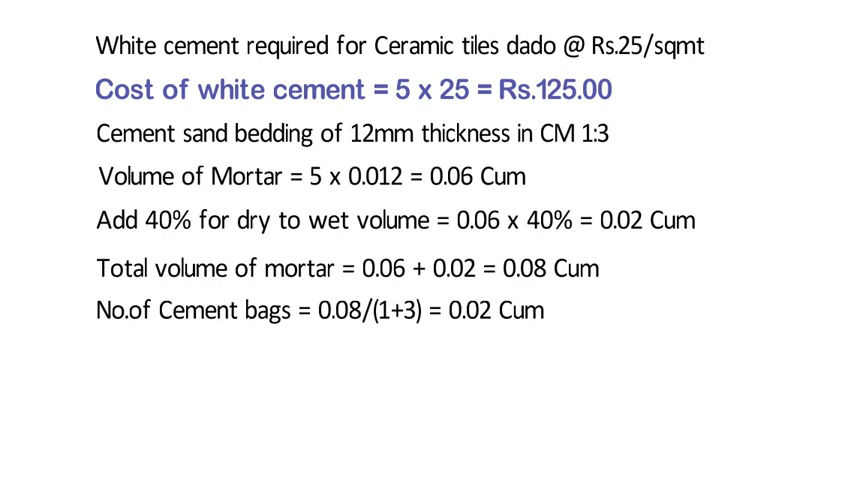 White cement required for Ceramic tiles dado @ Rs.25/sqmt
Cost of white cement = 5 x 25 = Rs.125.00
Cement sand bedding of 12mm thickness in CM 1:3
Volume of Mortar = 5 x 0.012 = 0.06 Cum
Add 40% for dry to wet volume = 0.06 x 40% = 0.02 Cum
Total volume of mortar = 0.06 + 0.02 = 0.08 Cum
No.of Cement bags = 0.08/(1+3) = 0.02 Cum